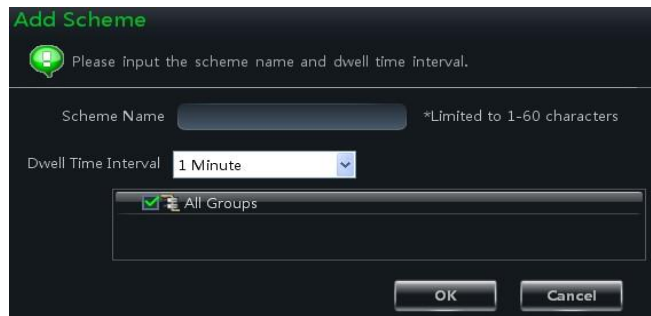 Add Scheme
Please input the scheme name and dwell time interval.
Scheme Name *Limited to 1-60 characters
Dwell Time Interval 1 Minute
All Groups
OK Cancel